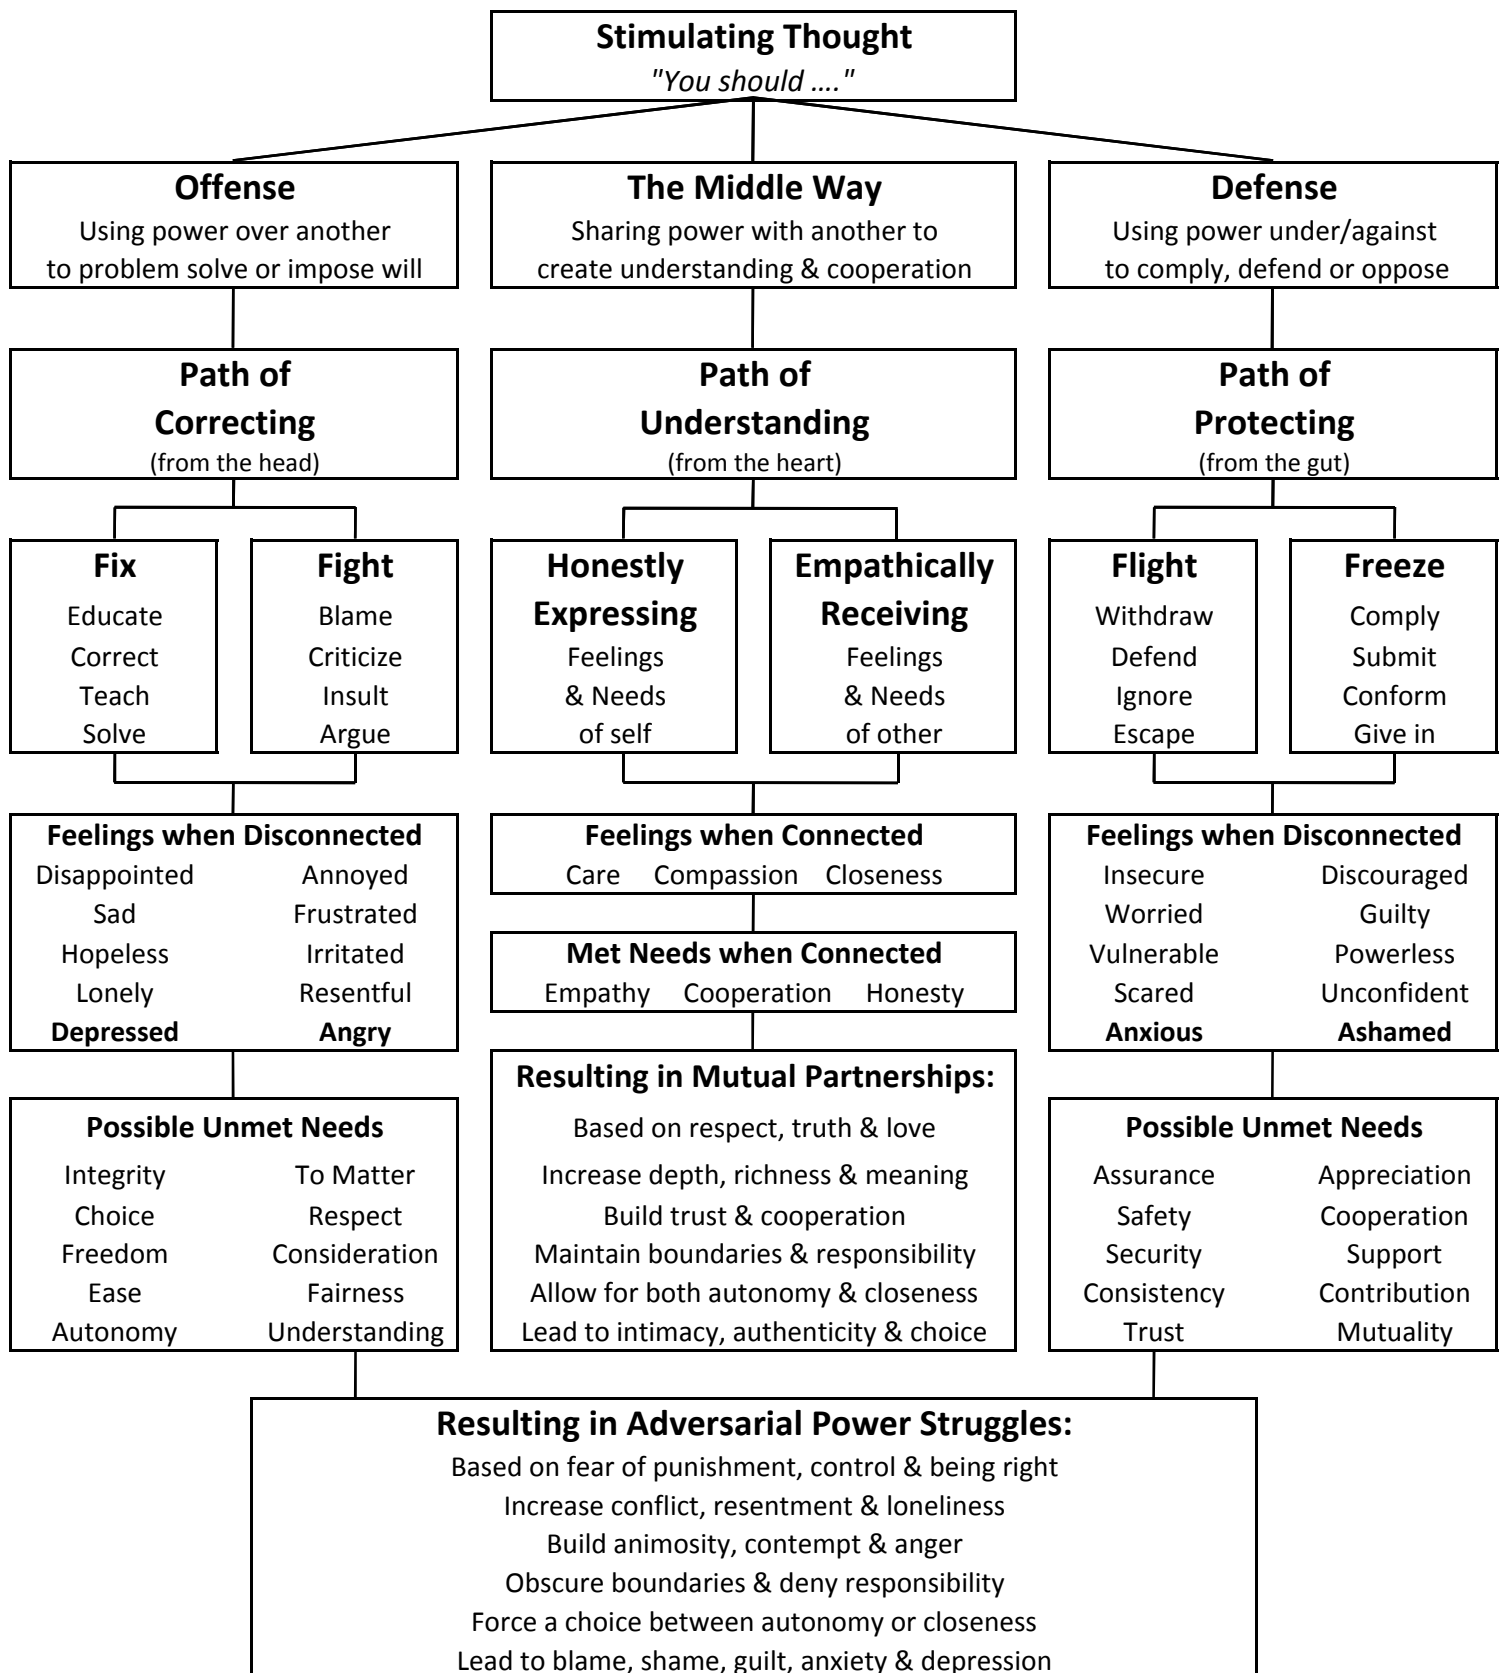 Stimulating Thought
"You should …."
Offense
Using power over another
to problem solve or impose will
The Middle Way
Sharing power with another to
create understanding & cooperation
Defense
Using power under/against
to comply, defend or oppose
Path of
Correcting
(from the head)
Path of
Understanding
(from the heart)
Path of
Protecting
(from the gut)
Fix
Educate
Correct
Teach
Solve
Fight
Blame
Criticize
Insult
Argue
Honestly
Expressing
Feelings
& Needs
of self
Empathically
Receiving
Feelings
& Needs
of other
Flight
Withdraw
Defend
Ignore
Escape
Freeze
Comply
Submit
Conform
Give in
Feelings when Disconnected
Disappointed Annoyed
Sad Frustrated
Hopeless Irritated
Lonely Resentful
Depressed Angry
Feelings when Connected
Care Compassion Closeness
Met Needs when Connected
Empathy Cooperation Honesty
Feelings when Disconnected
Insecure Discouraged
Worried Guilty
Vulnerable Powerless
Scared Unconfident
Anxious Ashamed
Possible Unmet Needs
Integrity To Matter
Choice Respect
Freedom Consideration
Ease Fairness
Autonomy Understanding
Resulting in Mutual Partnerships:
Based on respect, truth & love
Increase depth, richness & meaning
Build trust & cooperation
Maintain boundaries & responsibility
Allow for both autonomy & closeness
Lead to intimacy, authenticity & choice
Possible Unmet Needs
Assurance Appreciation
Safety Cooperation
Security Support
Consistency Contribution
Trust Mutuality
Resulting in Adversarial Power Struggles:
Based on fear of punishment, control & being right
Increase conflict, resentment & loneliness
Build animosity, contempt & anger
Obscure boundaries & deny responsibility
Force a choice between autonomy or closeness
Lead to blame, shame, guilt, anxiety & depression